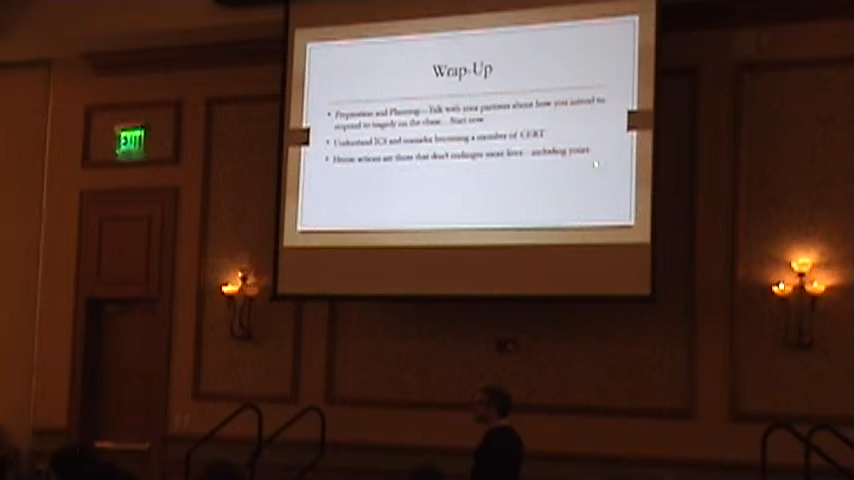 Wrap-Up
• Preparation and Planning—Talk with your partners about how you intend to
respond to tragedy on the chase. Start now
• Understand ICS and consider becoming a member of CERT
• Heroic actions are those that don't endanger more lives - including yours
EXIT